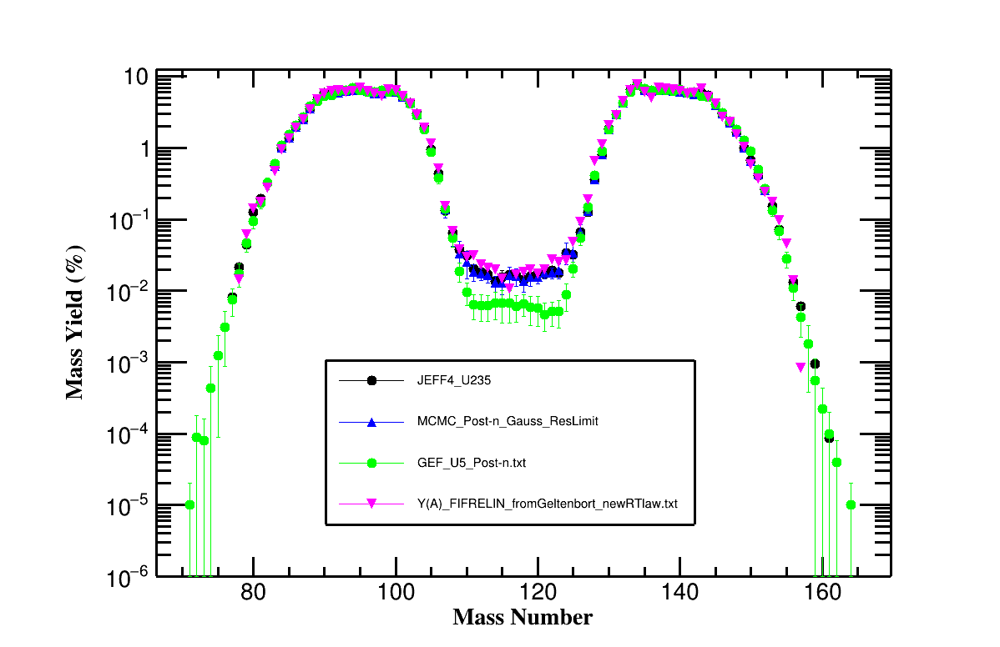 10
1
10⁻¹
10⁻²
10⁻³
10⁻⁴
10⁻⁵
10⁻⁶
Mass Yield (%)
JEFF4_U235
MCMC_Post-n_Gauss_ResLimit
GEF_U5_Post-n.txt
Y(A)_FIFRELIN_fromGeltenbort_newRTlaw.txt
80 100 120 140 160
Mass Number